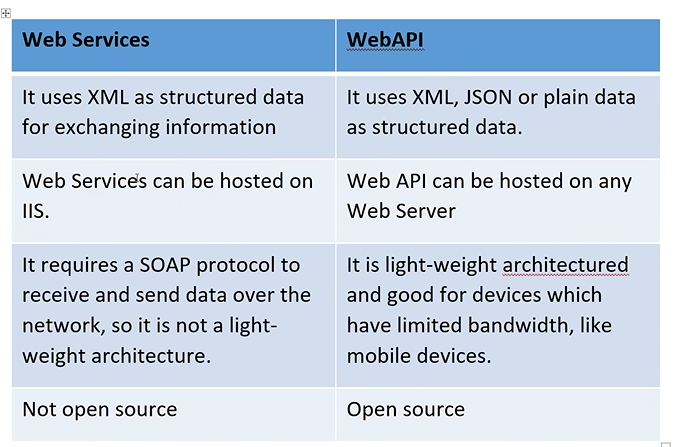 Web Services
WebAPI
It uses XML as structured data
for exchanging information
It uses XML, JSON or plain data
as structured data.
Web Services can be hosted on
IIS.
Web API can be hosted on any
Web Server
It requires a SOAP protocol to
receive and send data over the
network, so it is not a light-
weight architecture.
It is light-weight architectured
and good for devices which
have limited bandwidth, like
mobile devices.
Not open source
Open source